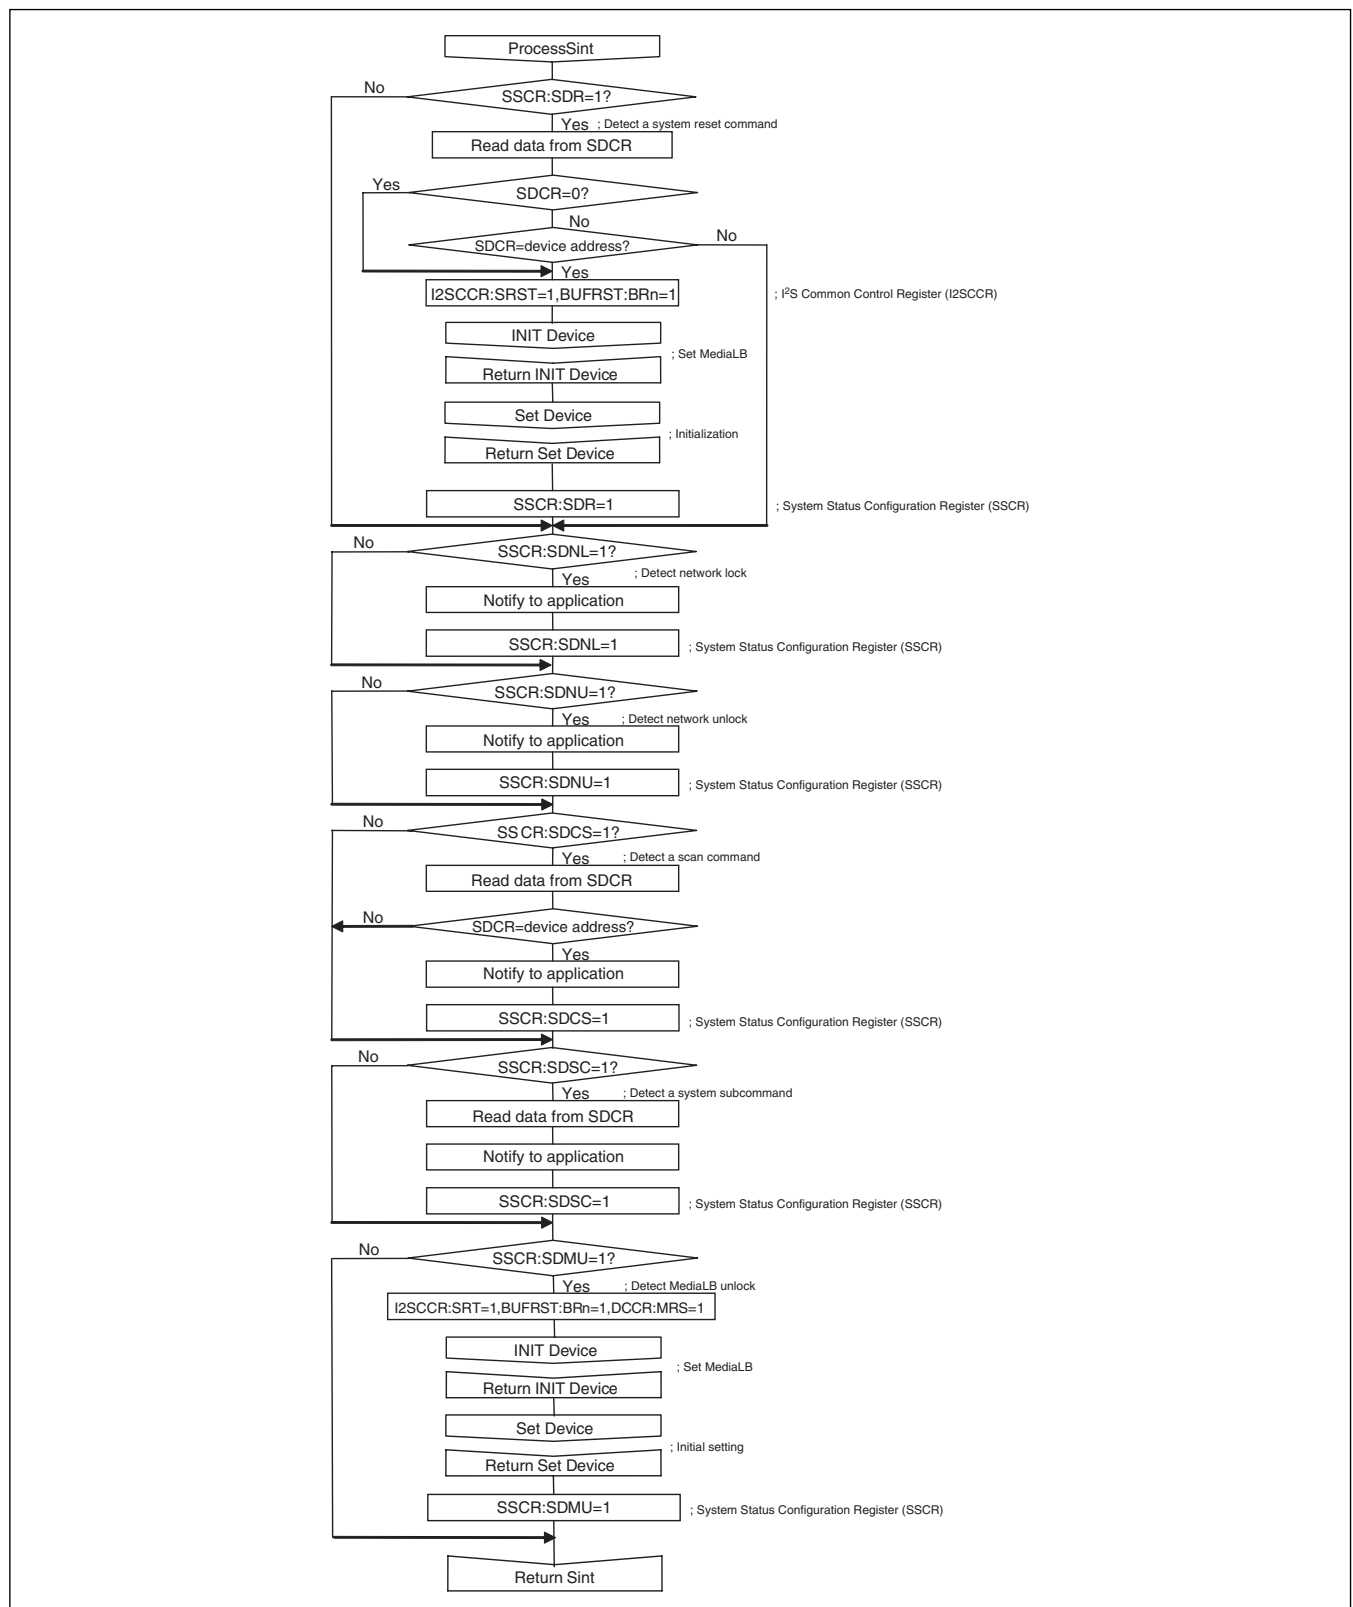 ProcessSint
No
SSCR:SDR=1?
Yes ; Detect a system reset command
Read data from SDCR
Yes
SDCR=0?
No
SDCR=device address?
No
Yes
I2SCCR:SRST=1,BUFRST:BRn=1
; I²S Common Control Register (I2SCCR)
INIT Device
; Set MediaLB
Return INIT Device
Set Device
; Initialization
Return Set Device
SSCR:SDR=1
; System Status Configuration Register (SSCR)
No
SSCR:SDNL=1?
Yes ; Detect network lock
Notify to application
SSCR:SDNL=1
; System Status Configuration Register (SSCR)
No
SSCR:SDNU=1?
Yes ; Detect network unlock
Notify to application
SSCR:SDNU=1
; System Status Configuration Register (SSCR)
No
SSCR:SDCS=1?
Yes ; Detect a scan command
Read data from SDCR
No
SDCR=device address?
Yes
Notify to application
SSCR:SDCS=1
; System Status Configuration Register (SSCR)
No
SSCR:SDSC=1?
Yes ; Detect a system subcommand
Read data from SDCR
Notify to application
SSCR:SDSC=1
; System Status Configuration Register (SSCR)
No
SSCR:SDMU=1?
Yes ; Detect MediaLB unlock
I2SCCR:SRT=1,BUFRST:BRn=1,DCCR:MRS=1
INIT Device
; Set MediaLB
Return INIT Device
Set Device
; Initial setting
Return Set Device
SSCR:SDMU=1
; System Status Configuration Register (SSCR)
Return Sint